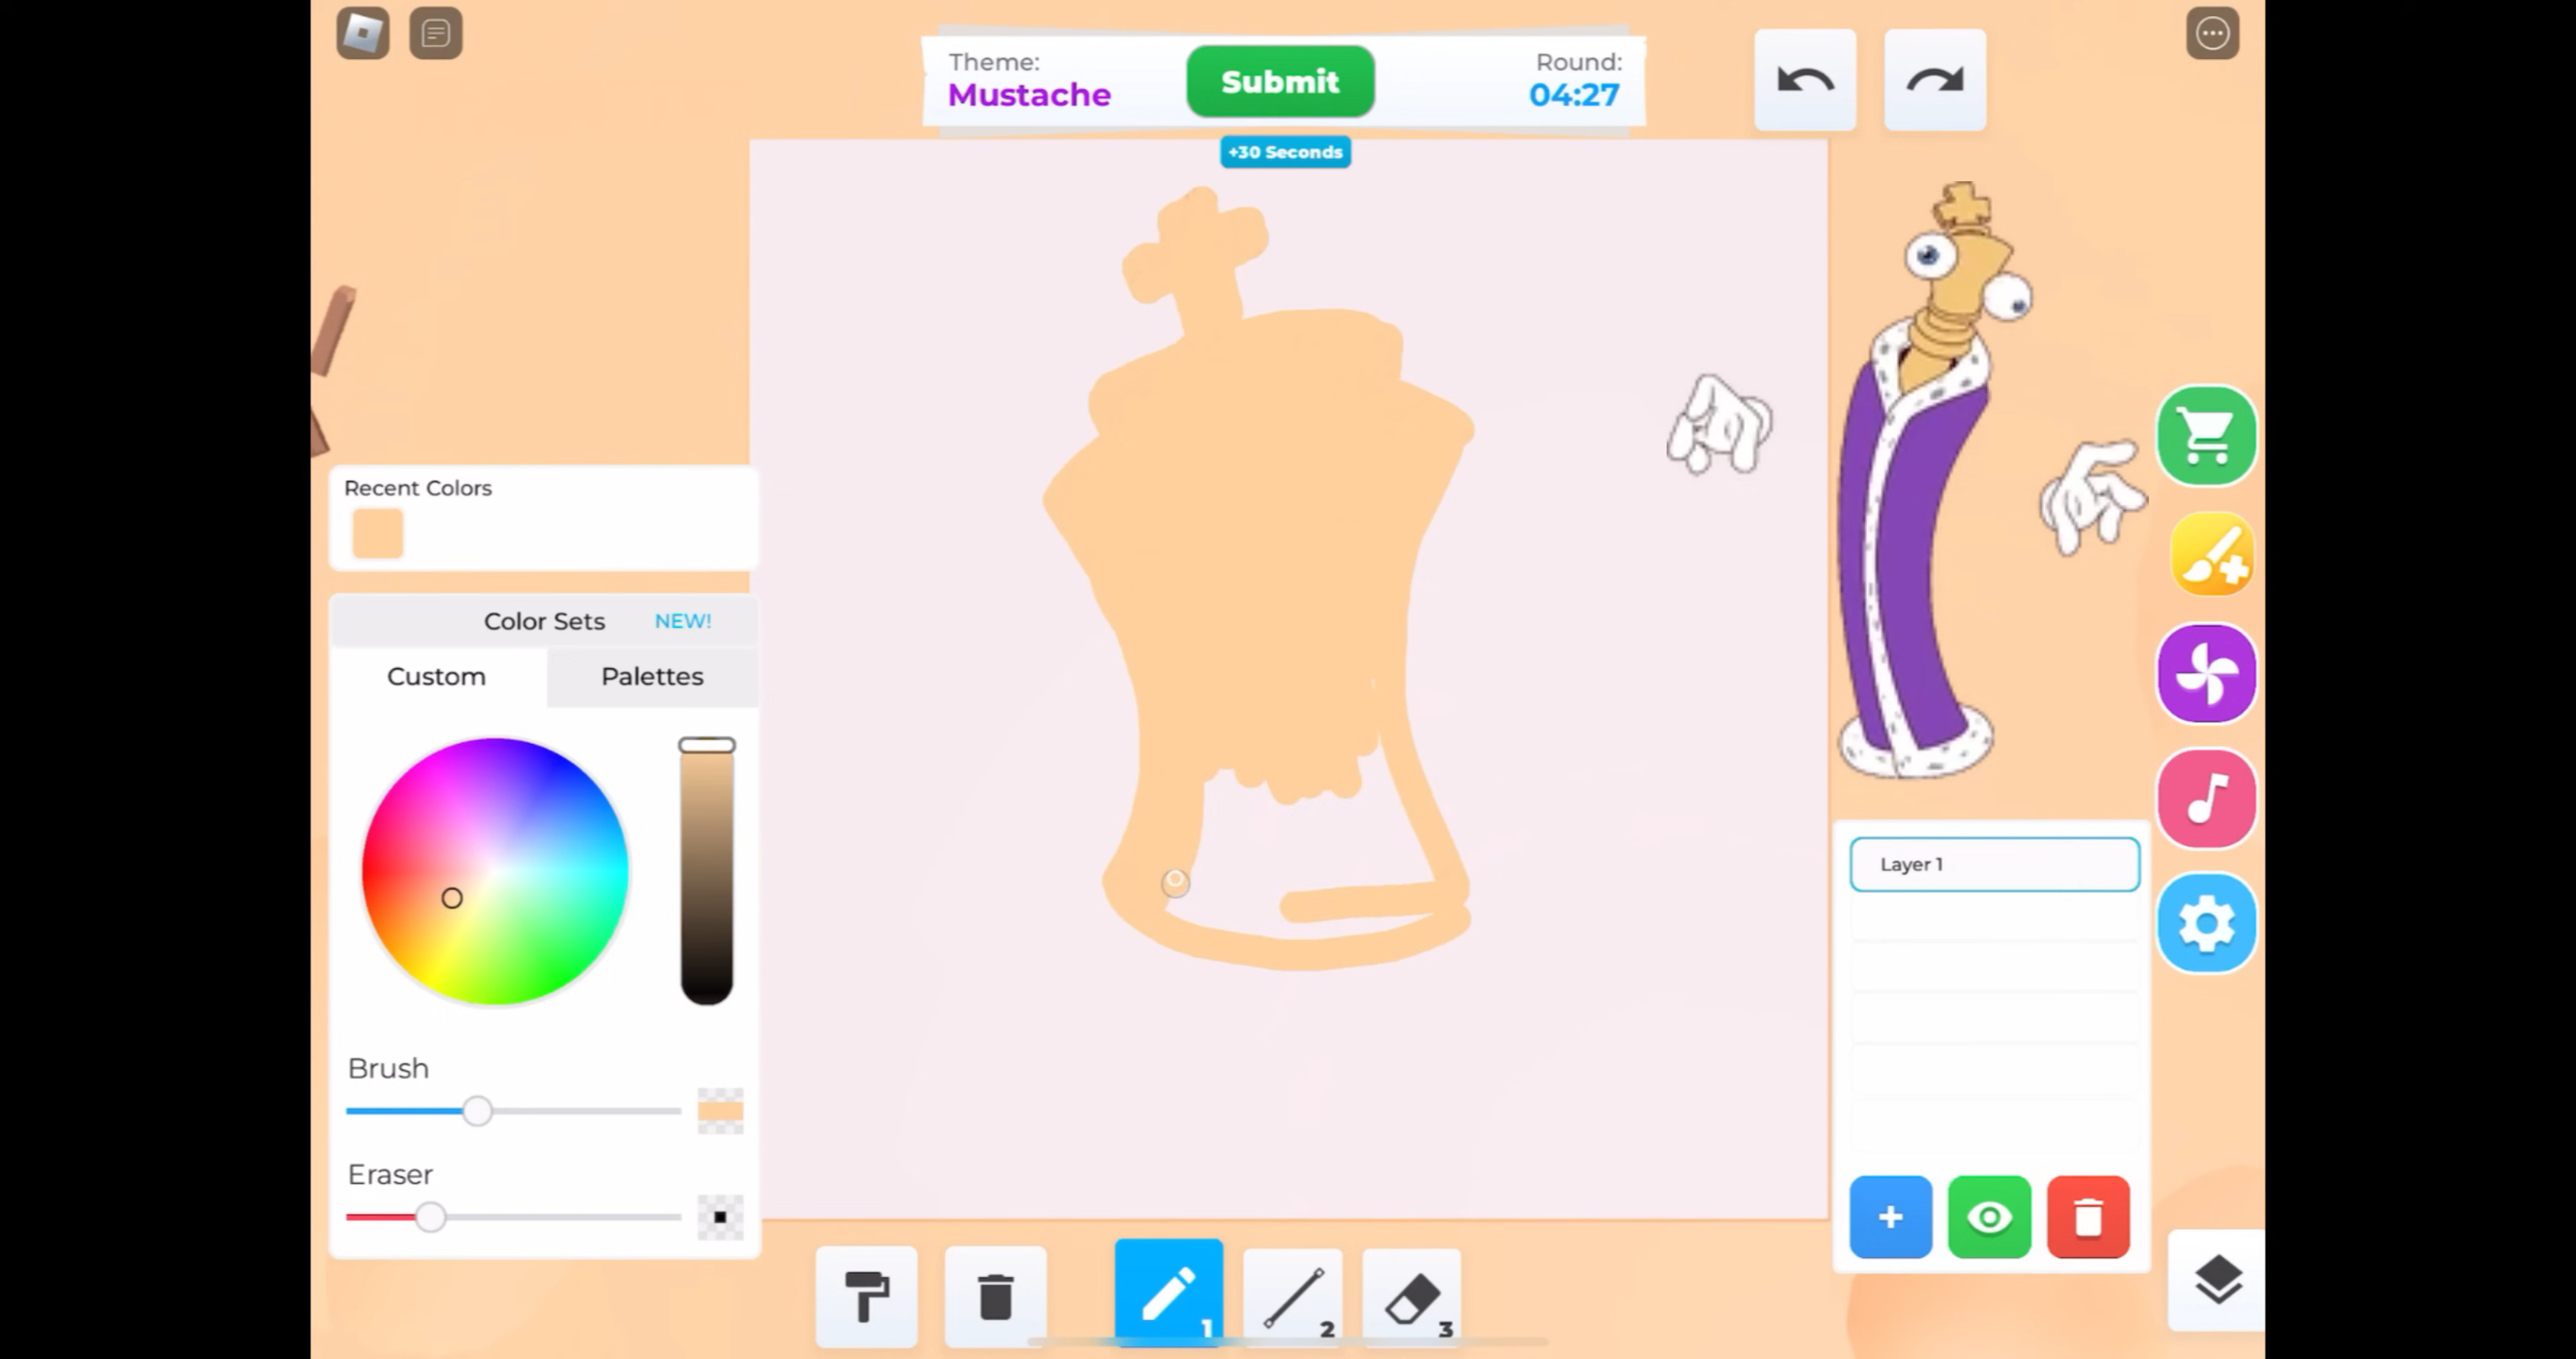 Theme:
Mustache
Submit
Round:
04:27
+30 Seconds
Recent Colors
Color Sets NEW!
Custom
Palettes
Brush
Eraser
Layer 1
1
2
3